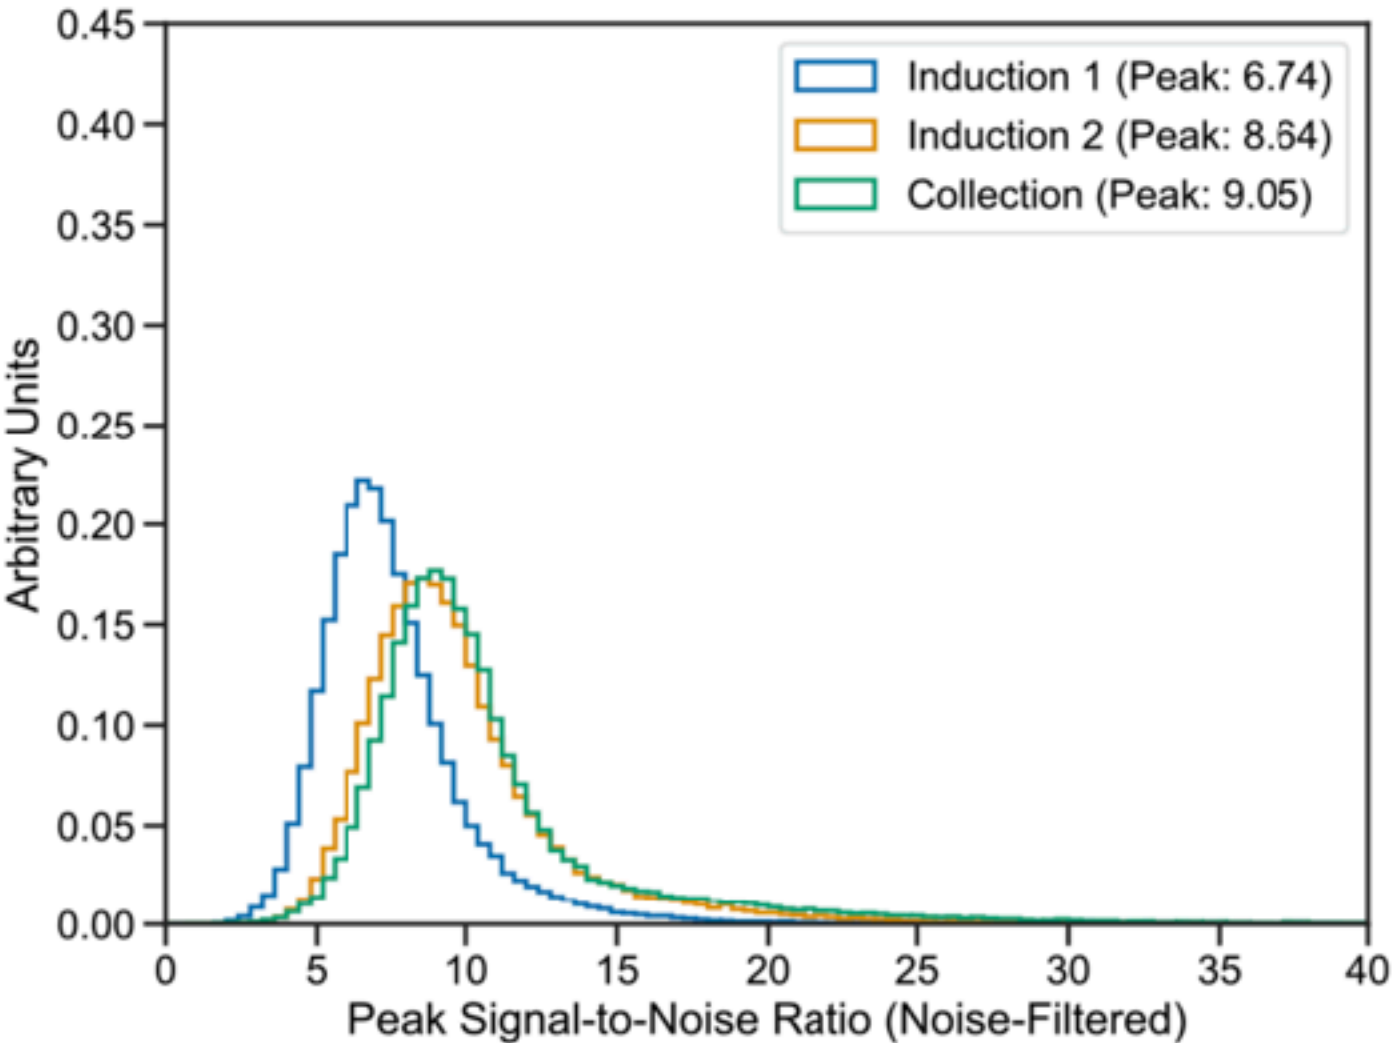 0.45
0.40
0.35
0.30
0.25
0.20
0.15
0.10
0.05
0.00
Arbitrary Units
Induction 1 (Peak: 6.74)
Induction 2 (Peak: 8.64)
Collection (Peak: 9.05)
0 5 10 15 20 25 30 35 40
Peak Signal-to-Noise Ratio (Noise-Filtered)